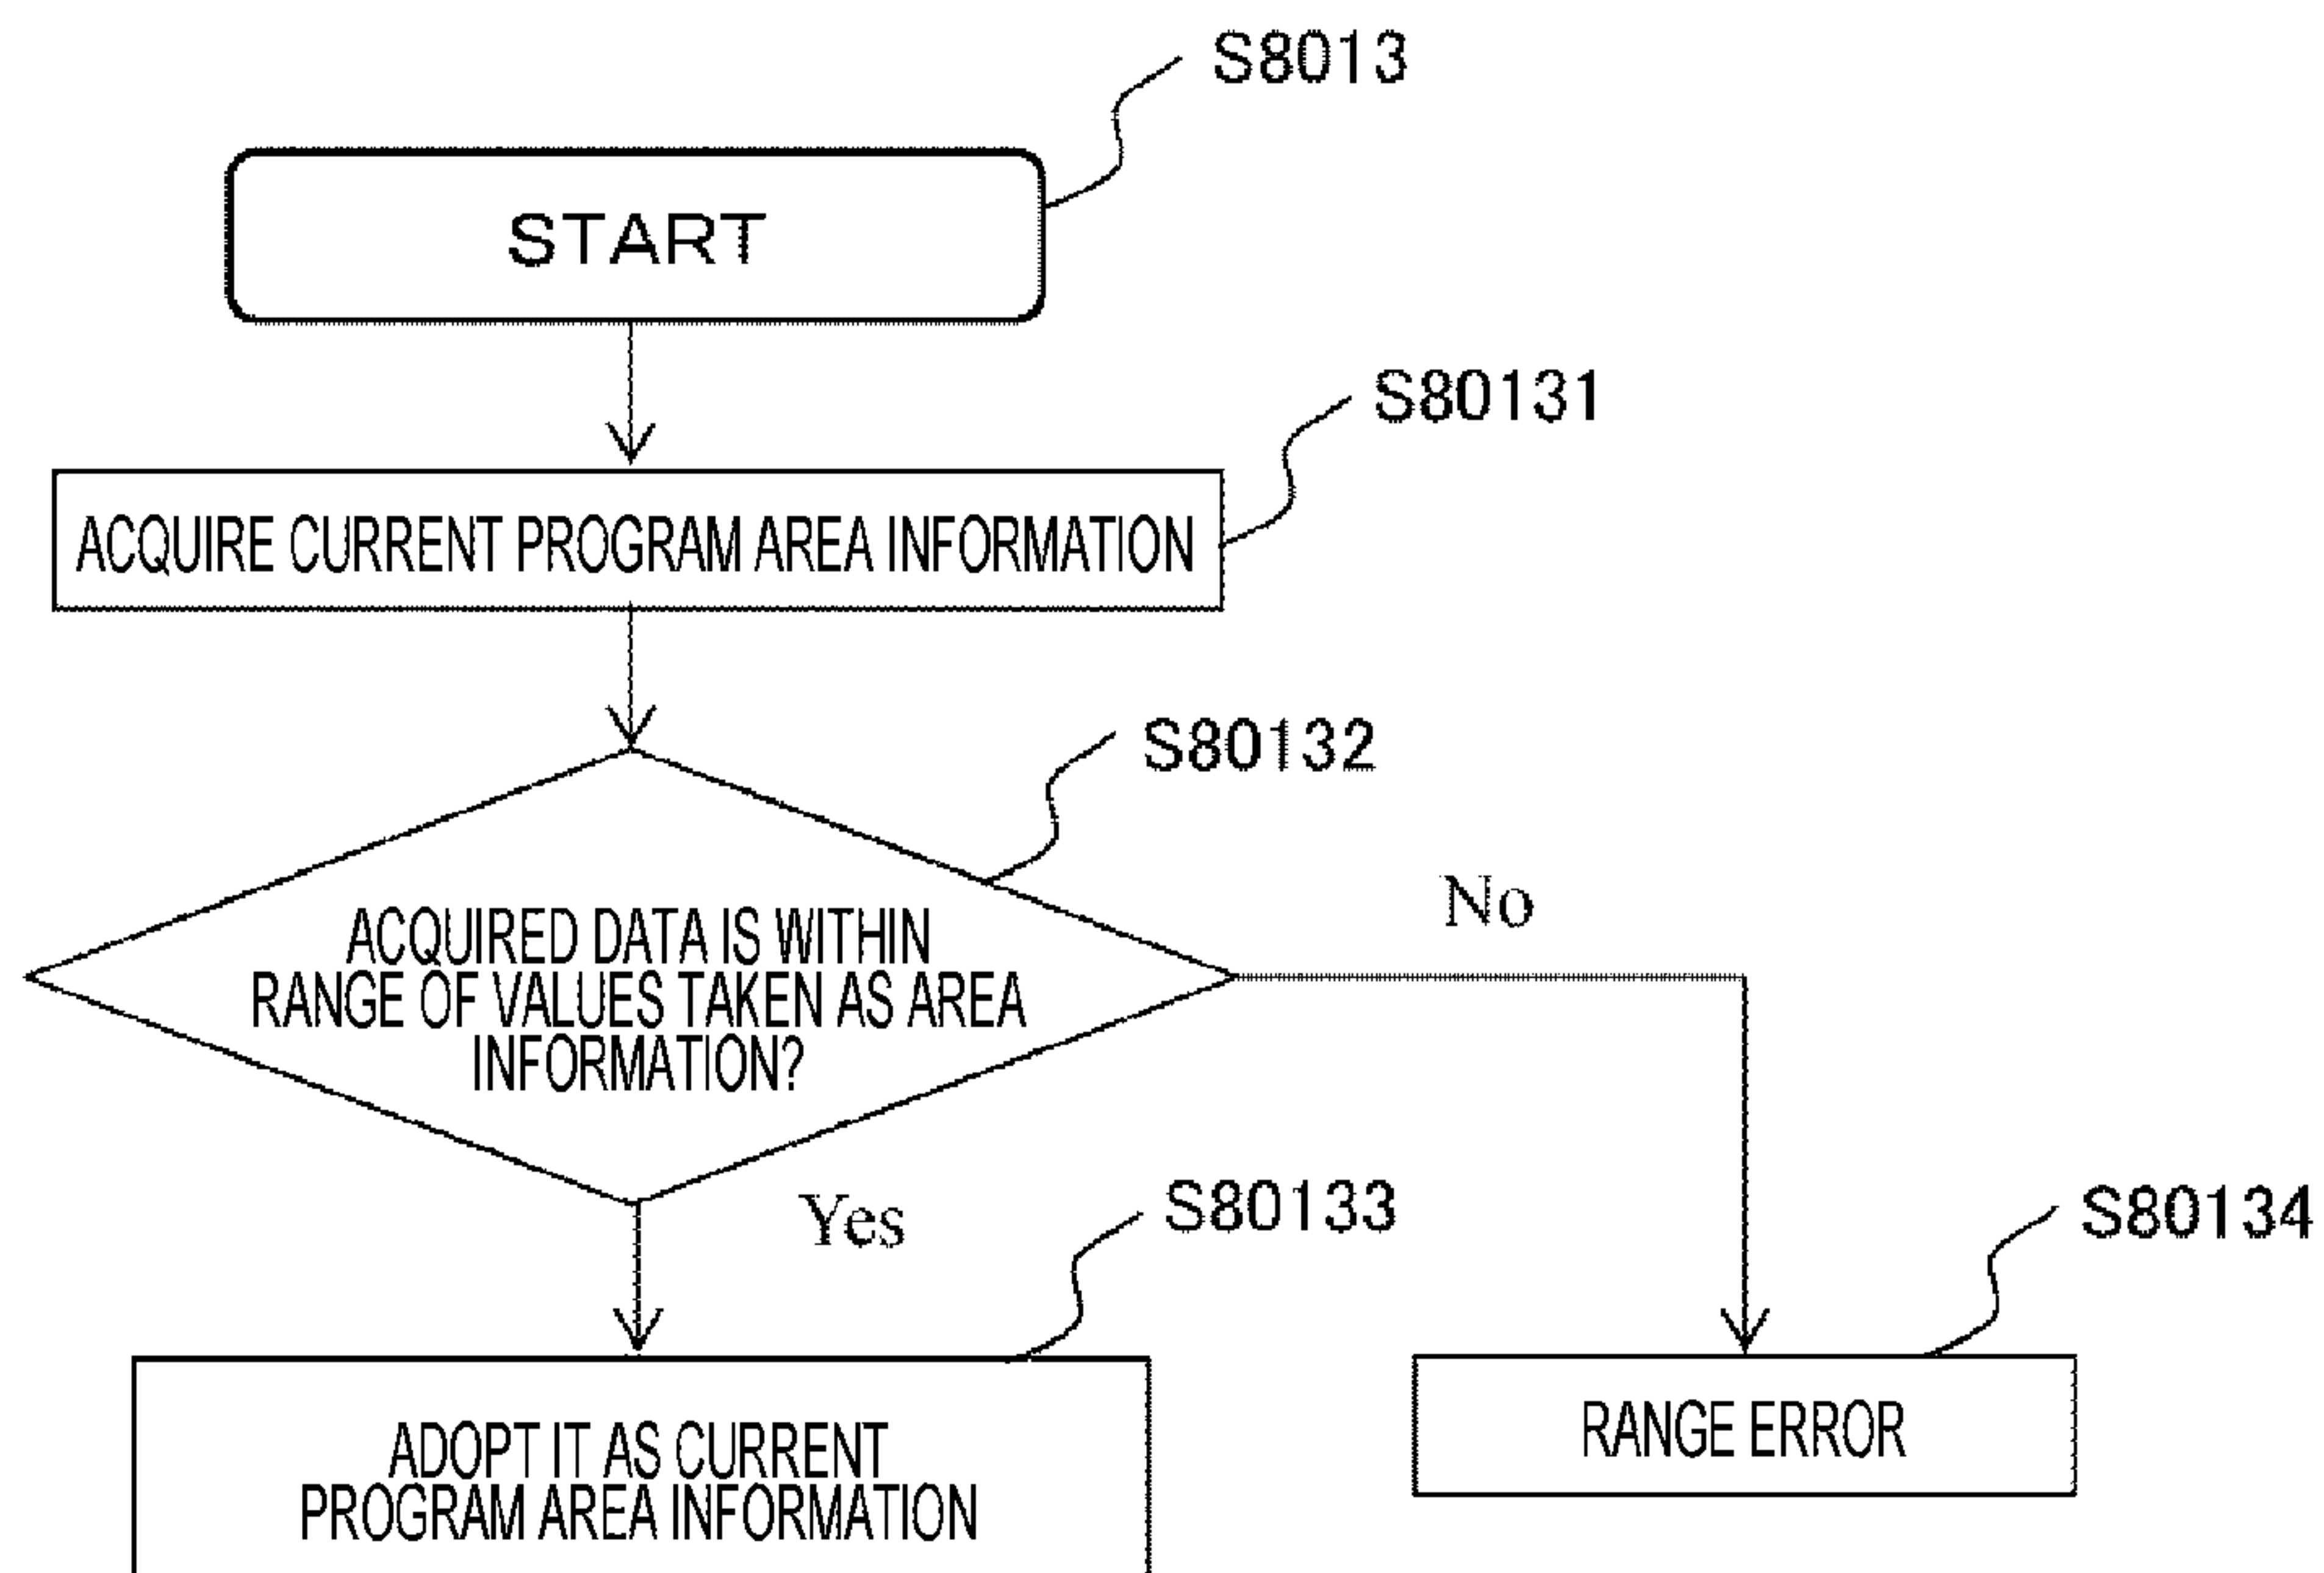 S8013
START
S80131
ACQUIRE CURRENT PROGRAM AREA INFORMATION
S80132
ACQUIRED DATA IS WITHIN
RANGE OF VALUES TAKEN AS AREA
INFORMATION?
No
Yes
S80133
S80134
ADOPT IT AS CURRENT
PROGRAM AREA INFORMATION
RANGE ERROR